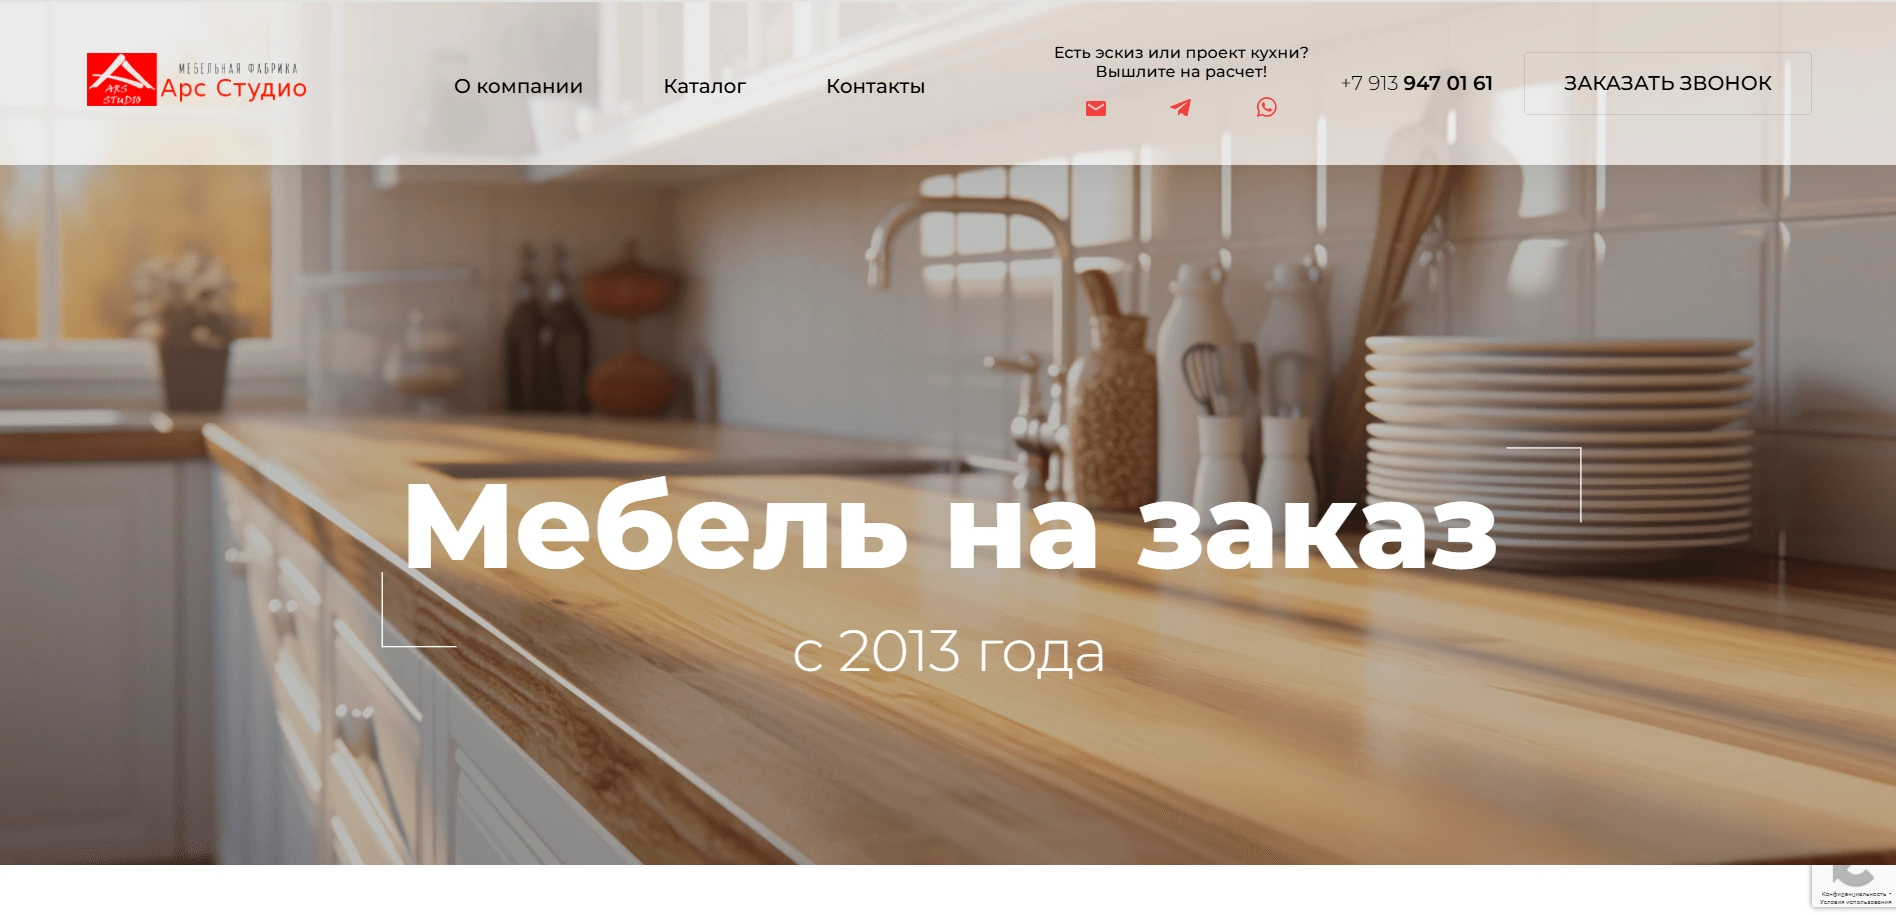 ARS
STUDIO
МЕБЕЛЬНАЯ ФАБРИКА
Арс Студио
О компании
Каталог
Контакты
Есть эскиз или проект кухни?
Вышлите на расчет!
+7 913 947 01 61
ЗАКАЗАТЬ ЗВОНОК
Мебель на заказ
с 2013 года
Конфиденциальность -
Условия использования